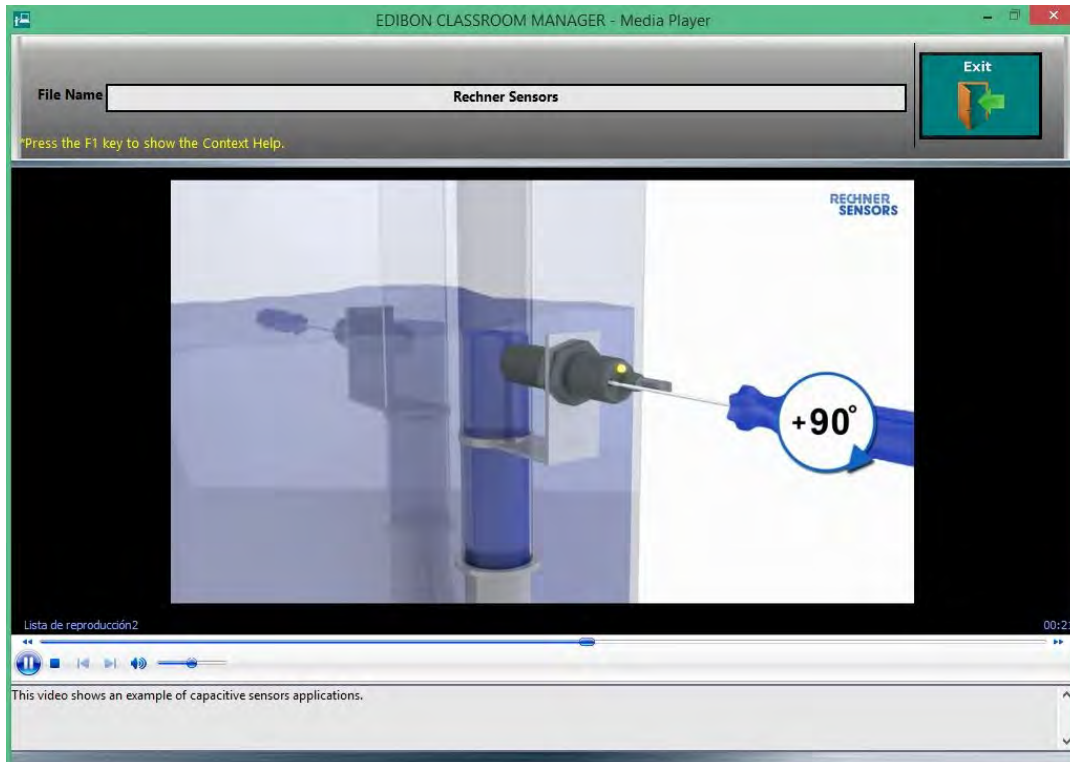 EDIBON CLASSROOM MANAGER - Media Player
Exit
File Name
Rechner Sensors
*Press the F1 key to show the Context Help.
RECHNER
SENSORS
+90°
Lista de reproducción2
This video shows an example of capacitive sensors applications.